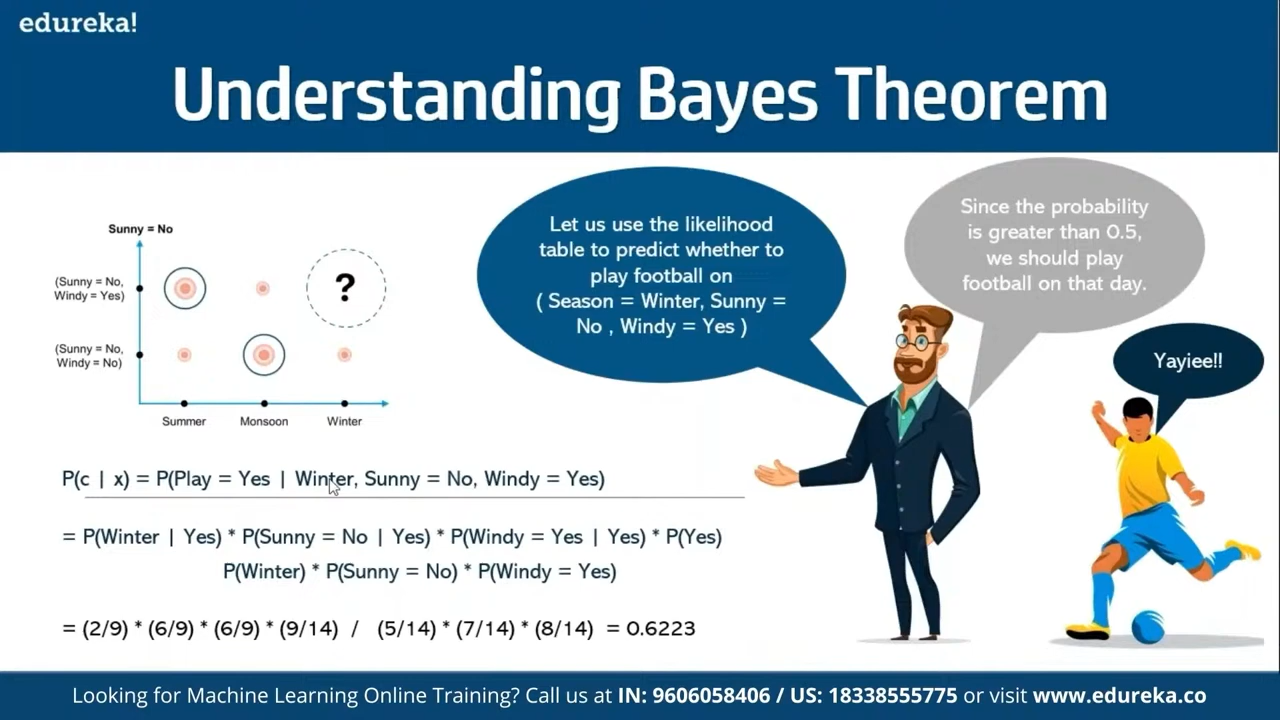 edureka!
Understanding Bayes Theorem
Sunny = No
(Sunny = No,
Windy = Yes)
?
(Sunny = No,
Windy = No)
Summer
Monsoon
Winter
Let us use the likelihood
table to predict whether to
play football on
( Season = Winter, Sunny =
No , Windy = Yes )
Since the probability
is greater than 0.5,
we should play
football on that day.
Yayiee!!
P(c | x) = P(Play = Yes | Winter, Sunny = No, Windy = Yes)
= P(Winter | Yes) * P(Sunny = No | Yes) * P(Windy = Yes | Yes) * P(Yes)
P(Winter) * P(Sunny = No) * P(Windy = Yes)
= (2/9) * (6/9) * (6/9) * (9/14) / (5/14) * (7/14) * (8/14) = 0.6223
Looking for Machine Learning Online Training? Call us at IN: 9606058406 / US: 18338555775 or visit www.edureka.co